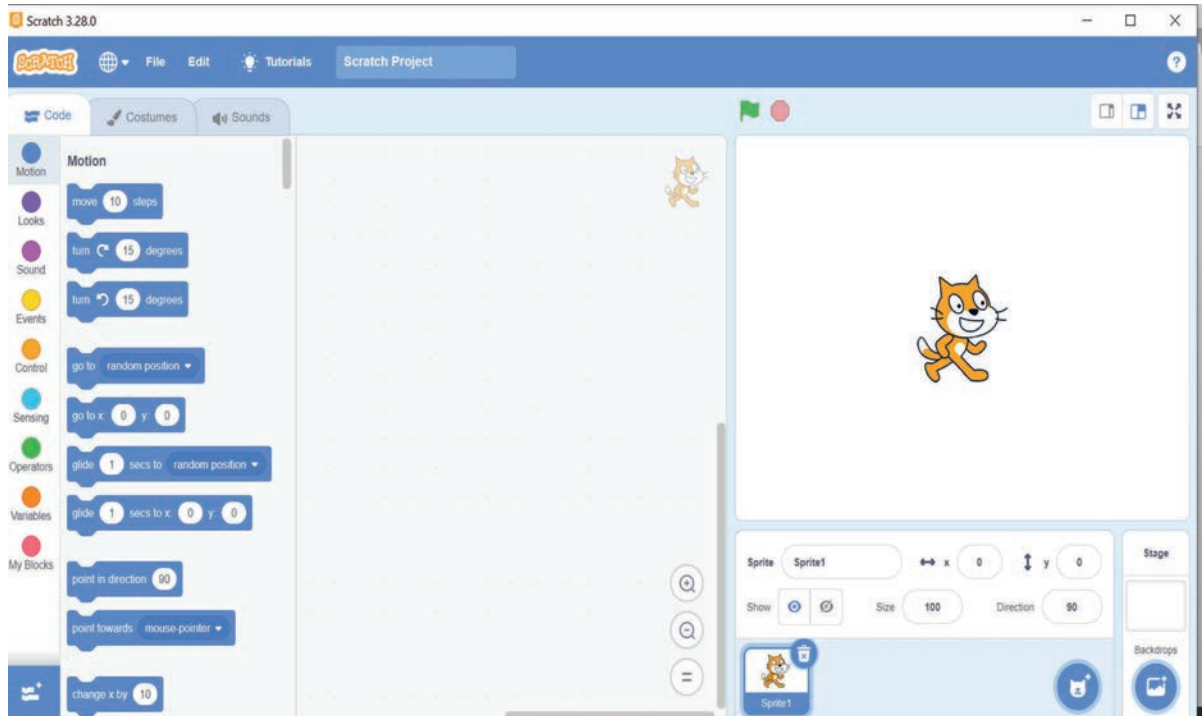 Scratch 3.28.0
SCRATCH File Edit Tutorials Scratch Project ?
Code Costumes Sounds
Motion
Looks
Sound
Events
Control
Sensing
Operators
Variables
My Blocks
Motion
move 10 steps
turn 15 degrees
turn 15 degrees
go to random position
go to x: 0 y: 0
glide 1 secs to random position
glide 1 secs to x: 0 y: 0
point in direction 90
point towards mouse-pointer
change x by 10
Sprite Sprite1 x 0 y 0
Show Size 100 Direction 90
Sprite1
Stage
Backdrops